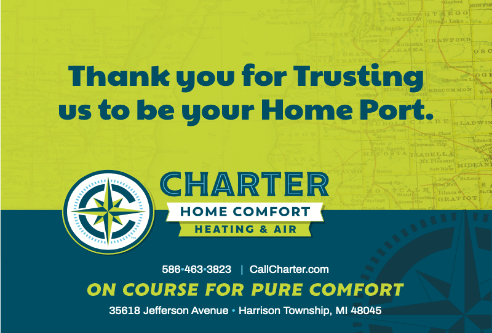 Thank you for Trusting
us to be your Home Port.
CHARTER
HOME COMFORT
HEATING & AIR
586-463-3823 | CallCharter.com
ON COURSE FOR PURE COMFORT
35618 Jefferson Avenue • Harrison Township, MI 48045